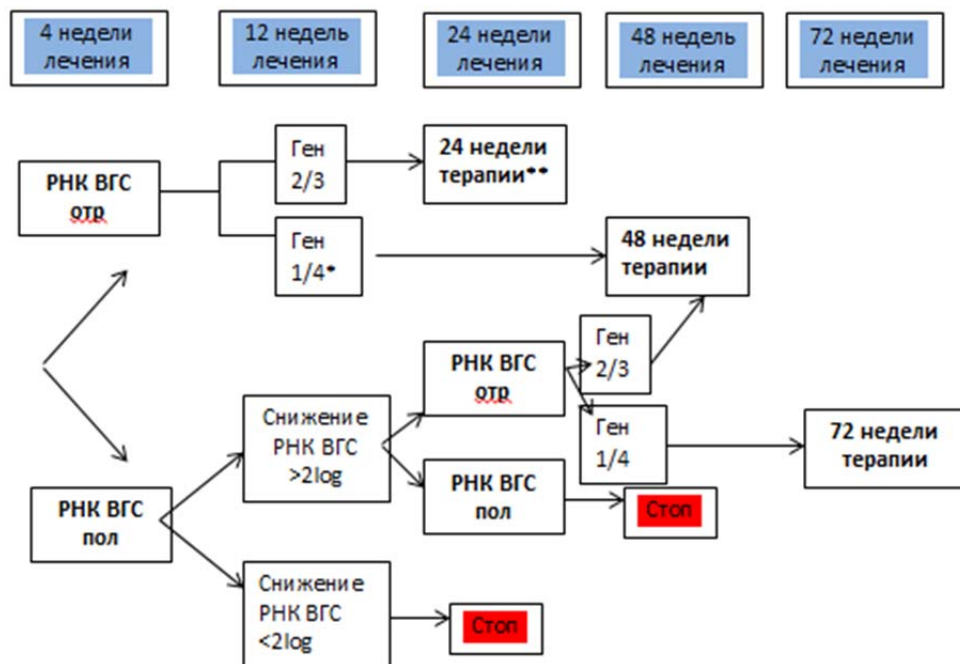 4 недели
лечения
12 недель
лечения
24 недели
лечения
48 недель
лечения
72 недели
лечения
РНК ВГС
отр
Ген
2/3
24 недели
терапии**
Ген
1/4*
48 недели
терапии
РНК ВГС
пол
Снижение
РНК ВГС
>2log
РНК ВГС
отр
Ген
2/3
Ген
1/4
72 недели
терапии
РНК ВГС
пол
Стоп
Снижение
РНК ВГС
<2log
Стоп